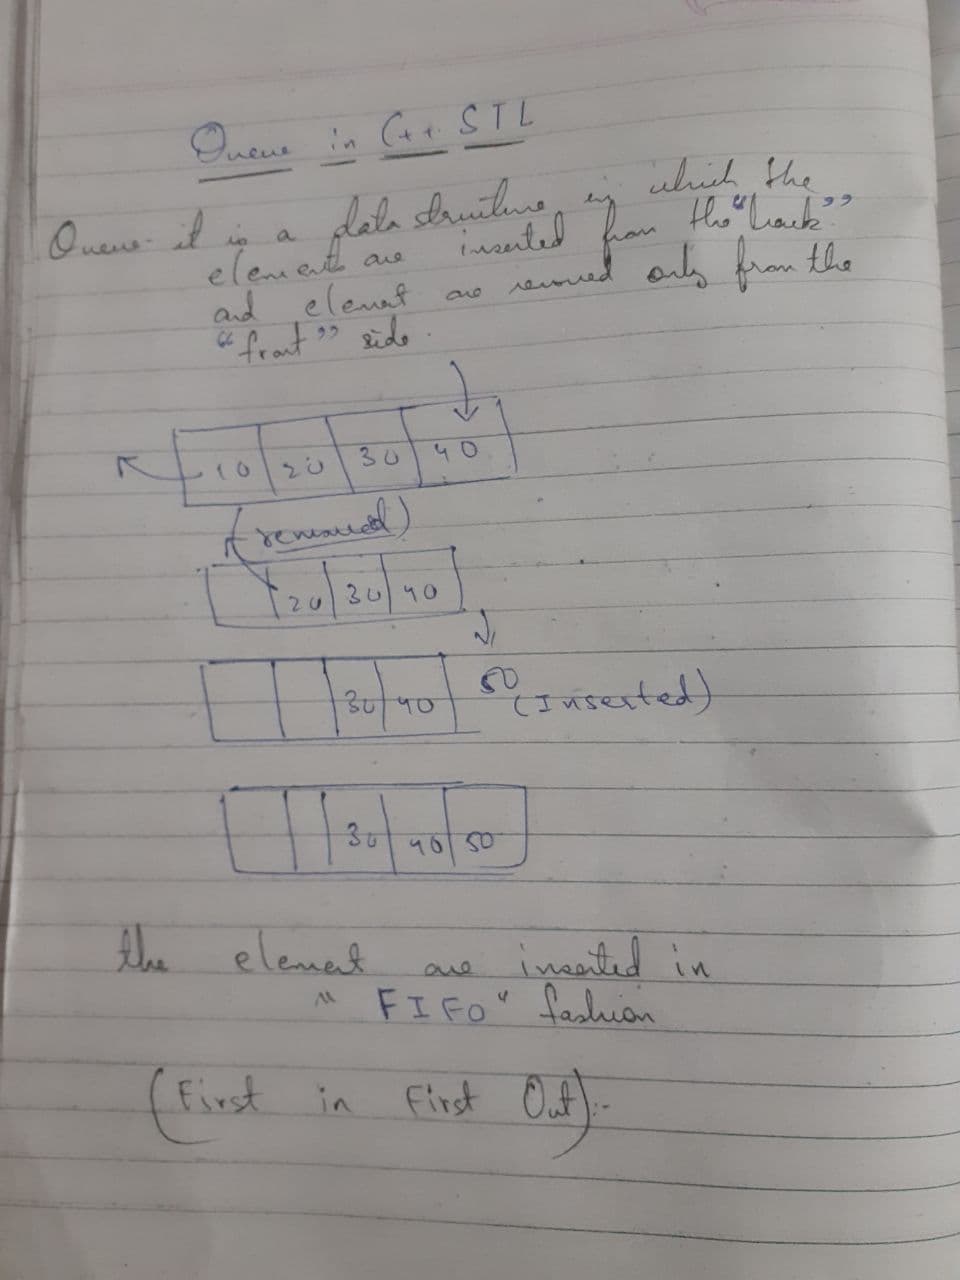 Queue in C++ STL
Queue- it is a data structure in which the
elements are inserted from the "back"
and elemet are removed only from the
"front" side.
10 20 30 40
(removed)
20 30 40
30 40 50
(Inserted)
30 40 50
the elemet are inserted in
"FIFO" fashion
(First in First Out):-